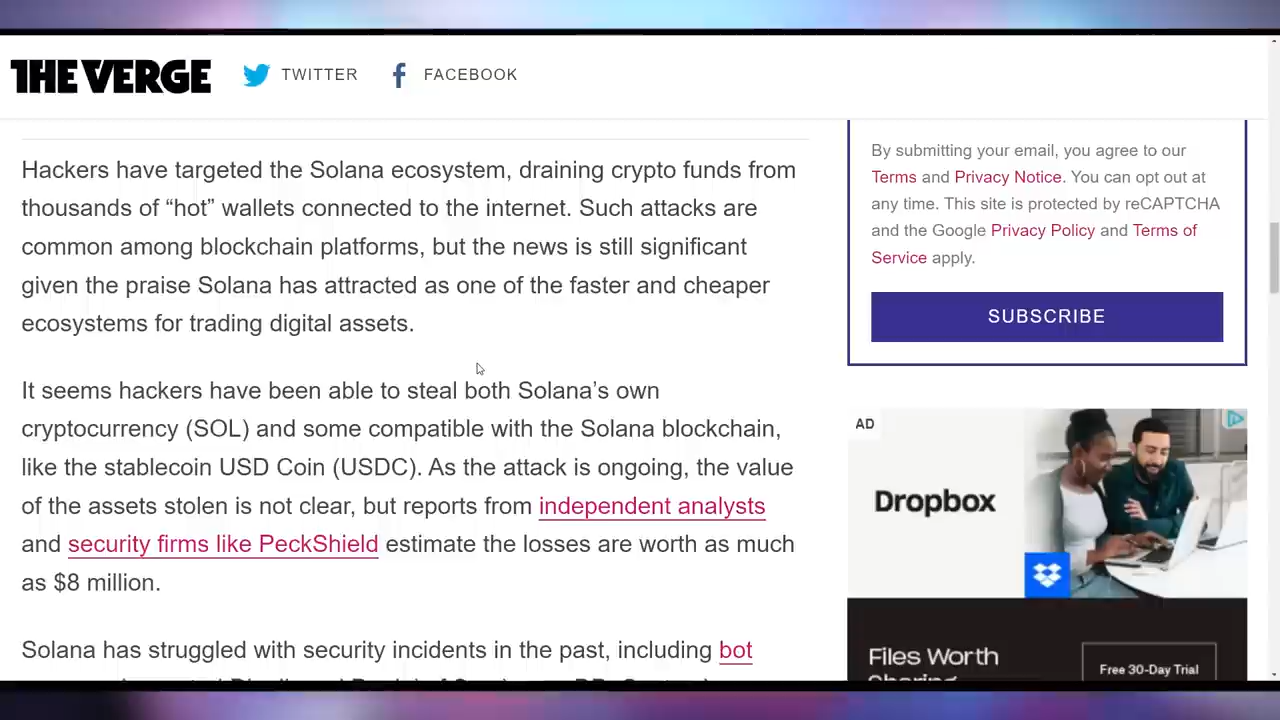 THE VERGE
TWITTER
FACEBOOK
Hackers have targeted the Solana ecosystem, draining crypto funds from
thousands of “hot” wallets connected to the internet. Such attacks are
common among blockchain platforms, but the news is still significant
given the praise Solana has attracted as one of the faster and cheaper
ecosystems for trading digital assets.
It seems hackers have been able to steal both Solana’s own
cryptocurrency (SOL) and some compatible with the Solana blockchain,
like the stablecoin USD Coin (USDC). As the attack is ongoing, the value
of the assets stolen is not clear, but reports from independent analysts
and security firms like PeckShield estimate the losses are worth as much
as $8 million.
Solana has struggled with security incidents in the past, including bot
By submitting your email, you agree to our
Terms and Privacy Notice. You can opt out at
any time. This site is protected by reCAPTCHA
and the Google Privacy Policy and Terms of
Service apply.
SUBSCRIBE
AD
Dropbox
Files Worth
Free 30-Day Trial